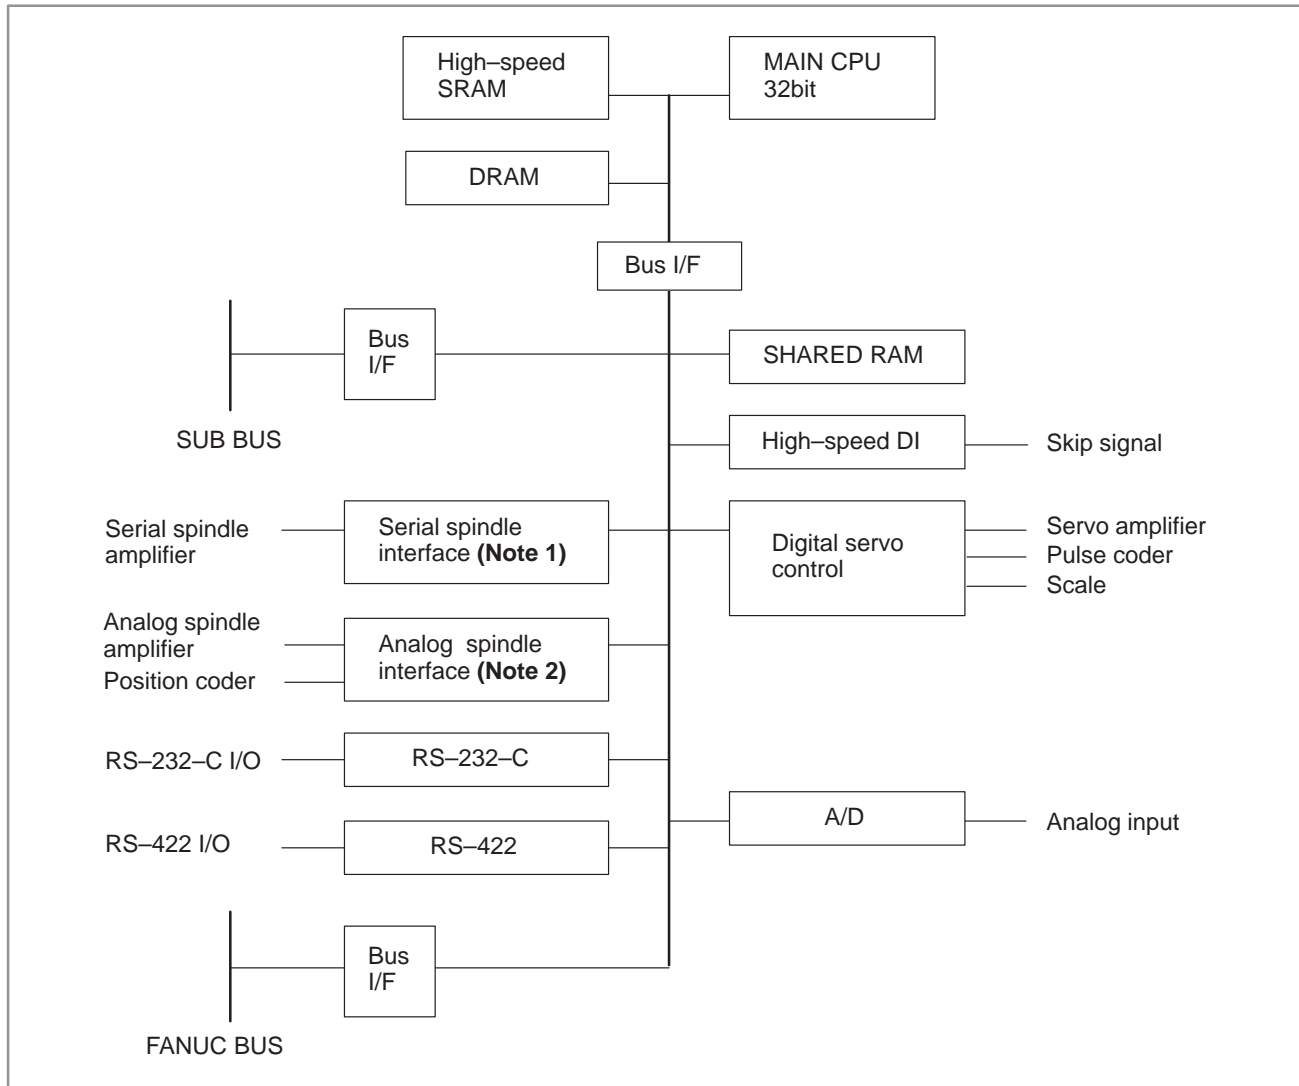 High–speed
SRAM
MAIN CPU
32bit
DRAM
Bus I/F
Bus
I/F
SHARED RAM
SUB BUS
High–speed DI
Skip signal
Serial spindle
amplifier
Serial spindle
interface (Note 1)
Digital servo
control
Servo amplifier
Pulse coder
Scale
Analog spindle
amplifier
Position coder
Analog spindle
interface (Note 2)
RS–232–C I/O
RS–232–C
A/D
Analog input
RS–422 I/O
RS–422
Bus
I/F
FANUC BUS